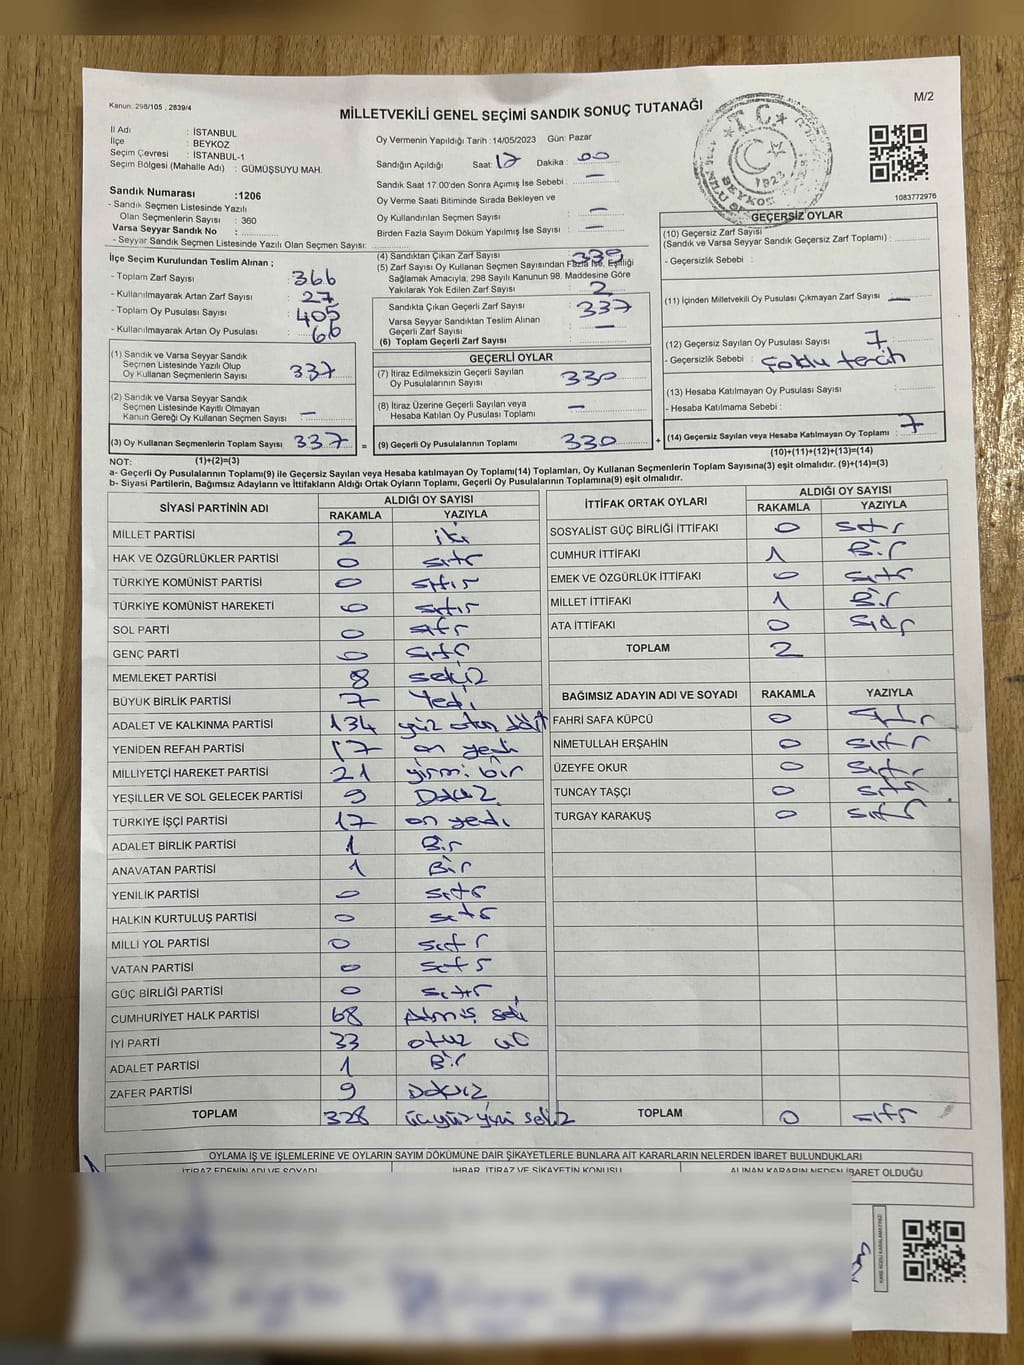 Kanun. 298/105 , 2839/4
M/2
MİLLETVEKİLİ GENEL SEÇİMİ SANDIK SONUÇ TUTANAĞI
İl Adı : İSTANBUL
İlçe : BEYKOZ
Seçim Çevresi : İSTANBUL-1
Seçim Bölgesi (Mahalle Adı) : GÜMÜŞSUYU MAH.
Sandık Numarası :1206
- Sandık Seçmen Listesinde Yazılı
Olan Seçmenlerin Sayısı : 360
Varsa Seyyar Sandık No :
- Seyyar Sandık Seçmen Listesinde Yazılı Olan Seçmen Sayısı:
Oy Vermenin Yapıldığı Tarih :14/05/2023 Gün: Pazar
Sandığın Açıldığı Saat: 17 Dakika : 00
Sandık Saat 17.00'den Sonra Açımış İse Sebebi : –
Oy Verme Saati Bitiminde Sırada Bekleyen ve
Oy Kullandırılan Seçmen Sayısı : –
Birden Fazla Sayım Döküm Yapılmış İse Sayısı : –
T.C.
1923
BEYKOZ
1083772976
İlçe Seçim Kurulundan Teslim Alınan ;
- Toplam Zarf Sayısı : 366
- Kullanılmayarak Artan Zarf Sayısı : 27
- Toplam Oy Pusulası Sayısı : 405
- Kullanılmayarak Artan Oy Pusulası : 66
(1) Sandık ve Varsa Seyyar Sandık
Seçmen Listesinde Yazılı Olup
Oy Kullanan Seçmenlerin Sayısı : 337
(2) Sandık ve Varsa Seyyar Sandık
Seçmen Listesinde Kayıtlı Olmayan
Kanun Gereği Oy Kullanan Seçmen Sayısı : –
(3) Oy Kullanan Seçmenlerin Toplam Sayısı : 337
(1)+(2)=(3)
(4) Sandıktan Çıkan Zarf Sayısı : 339
(5) Zarf Sayısı Oy Kullanan Seçmen Sayısından Fazla İse, Eşitliği
Sağlamak Amacıyla, 298 Sayılı Kanunun 98. Maddesine Göre
Yakılarak Yok Edilen Zarf Sayısı : 2
Sandıkta Çıkan Geçerli Zarf Sayısı : 337
Varsa Seyyar Sandıktan Teslim Alınan
Geçerli Zarf Sayısı : –
(6) Toplam Geçerli Zarf Sayısı :
GEÇERLİ OYLAR
(7) İtiraz Edilmeksizin Geçerli Sayılan
Oy Pusulalarının Sayısı : 330
(8) İtiraz Üzerine Geçerli Sayılan veya
Hesaba Katılan Oy Pusulası Toplamı : –
= (9) Geçerli Oy Pusulalarının Toplamı : 330
GEÇERSİZ OYLAR
(10) Geçersiz Zarf Sayısı
(Sandık ve Varsa Seyyar Sandık Geçersiz Zarf Toplamı) :
- Geçersizlik Sebebi :
(11) İçinden Milletvekili Oy Pusulası Çıkmayan Zarf Sayısı : –
(12) Geçersiz Sayılan Oy Pusulası Sayısı : 7
- Geçersizlik Sebebi : Çoklu tercih
(13) Hesaba Katılmayan Oy Pusulası Sayısı :
- Hesaba Katılmama Sebebi :
+ (14) Geçersiz Sayılan veya Hesaba Katılmayan Oy Toplamı : 7
(10)+(11)+(12)+(13)=(14)
NOT:
a- Geçerli Oy Pusulalarının Toplamı(9) ile Geçersiz Sayılan veya Hesaba katılmayan Oy Toplamı(14) Toplamları, Oy Kullanan Seçmenlerin Toplam Sayısına(3) eşit olmalıdır. (9)+(14)=(3)
b- Siyasi Partilerin, Bağımsız Adayların ve İttifakların Aldığı Ortak Oyların Toplamı, Geçerli Oy Pusulalarının Toplamına(9) eşit olmalıdır.
SİYASİ PARTİNİN ADI ALDIĞI OY SAYISI
RAKAMLA YAZIYLA
MİLLET PARTİSİ 2 iki
HAK VE ÖZGÜRLÜKLER PARTİSİ 0 sıfır
TÜRKİYE KOMÜNİST PARTİSİ 0 sıfır
TÜRKİYE KOMÜNİST HAREKETİ 0 sıfır
SOL PARTİ 0 sıfır
GENÇ PARTİ 0 sıfır
MEMLEKET PARTİSİ 8 sekiz
BÜYÜK BİRLİK PARTİSİ 7 Yedi
ADALET VE KALKINMA PARTİSİ 134 yüz otuz dört
YENİDEN REFAH PARTİSİ 17 on yedi
MİLLİYETÇİ HAREKET PARTİSİ 21 yirmi bir
YEŞİLLER VE SOL GELECEK PARTİSİ 9 Dokuz
TÜRKİYE İŞÇİ PARTİSİ 17 on yedi
ADALET BİRLİK PARTİSİ 1 Bir
ANAVATAN PARTİSİ 1 Bir
YENİLİK PARTİSİ 0 sıfır
HALKIN KURTULUŞ PARTİSİ 0 sıfır
MİLLİ YOL PARTİSİ 0 sıfır
VATAN PARTİSİ 0 sıfır
GÜÇ BİRLİĞİ PARTİSİ 0 sıfır
CUMHURİYET HALK PARTİSİ 68 Atmış seki
İYİ PARTİ 33 otuz üç
ADALET PARTİSİ 1 Bir
ZAFER PARTİSİ 9 Dokuz
TOPLAM 328 üçyüz yirmi sekiz
İTTİFAK ORTAK OYLARI ALDIĞI OY SAYISI
RAKAMLA YAZIYLA
SOSYALİST GÜÇ BİRLİĞİ İTTİFAKI 0 sıfır
CUMHUR İTTİFAKI 1 Bir
EMEK VE ÖZGÜRLÜK İTTİFAKI 0 sıfır
MİLLET İTTİFAKI 1 Bir
ATA İTTİFAKI 0 sıfır
TOPLAM 2
BAĞIMSIZ ADAYIN ADI VE SOYADI RAKAMLA YAZIYLA
FAHRİ SAFA KÜPCÜ 0 sıfır
NİMETULLAH ERŞAHİN 0 sıfır
ÜZEYFE OKUR 0 sıfır
TUNCAY TAŞÇI 0 sıfır
TURGAY KARAKUŞ 0 sıfır
TOPLAM 0 sıfır
OYLAMA İŞ VE İŞLEMLERİNE VE OYLARIN SAYIM DÖKÜMÜNE DAİR ŞİKAYETLERLE BUNLARA AİT KARARLARIN NELERDEN İBARET BULUNDUKLARI
İTİRAZ EDENİN ADI VE SOYADI İHBAR, İTİRAZ VE ŞİKAYETİN KONUSU ALINAN KARARIN NEDEN İBARET OLDUĞU
KARE KODU KARALAMAYINIZ!